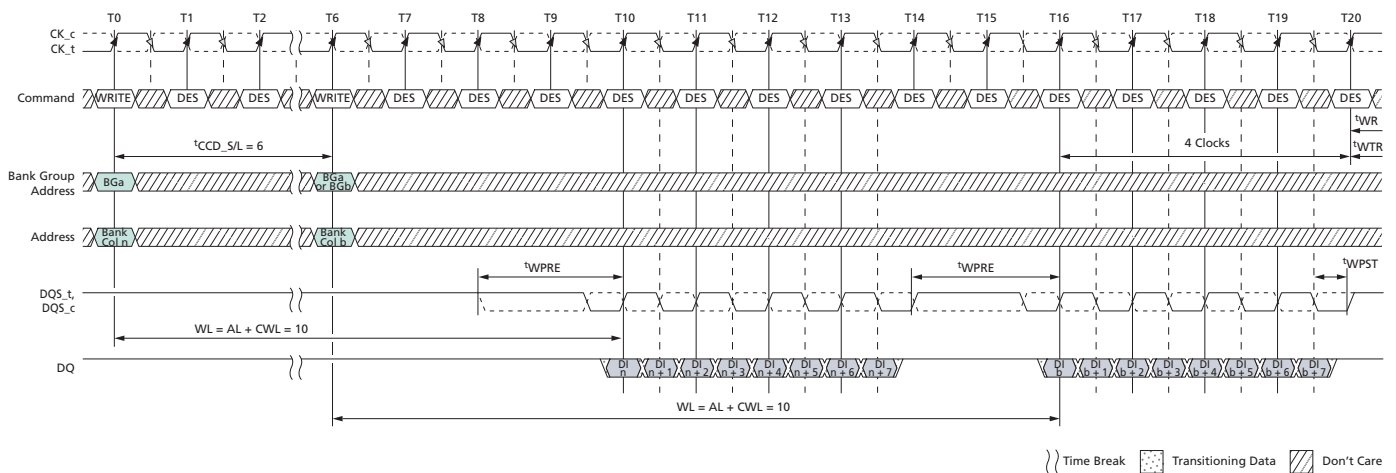 T0 T1 T2 T6 T7 T8 T9 T10 T11 T12 T13 T14 T15 T16 T17 T18 T19 T20
CK_c
CK_t
Command WRITE DES DES WRITE DES DES DES DES DES DES DES DES DES DES DES DES DES DES
tWR
tCCD_S/L = 6 4 Clocks tWTR
Bank Group
Address BGa BGa
or BGb
Address Bank
Col n Bank
Col b
tWPRE tWPRE tWPST
DQS_t,
DQS_c
WL = AL + CWL = 10
DQ DI
n DI
n + 1 DI
n + 2 DI
n + 3 DI
n + 4 DI
n + 5 DI
n + 6 DI
n + 7 DI
b DI
b + 1 DI
b + 2 DI
b + 3 DI
b + 4 DI
b + 5 DI
b + 6 DI
b + 7
WL = AL + CWL = 10
Time Break Transitioning Data Don't Care